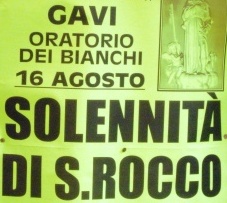 GAVI
ORATORIO
DEI BIANCHI
16 AGOSTO
SOLENNITÀ
DI S.ROCCO